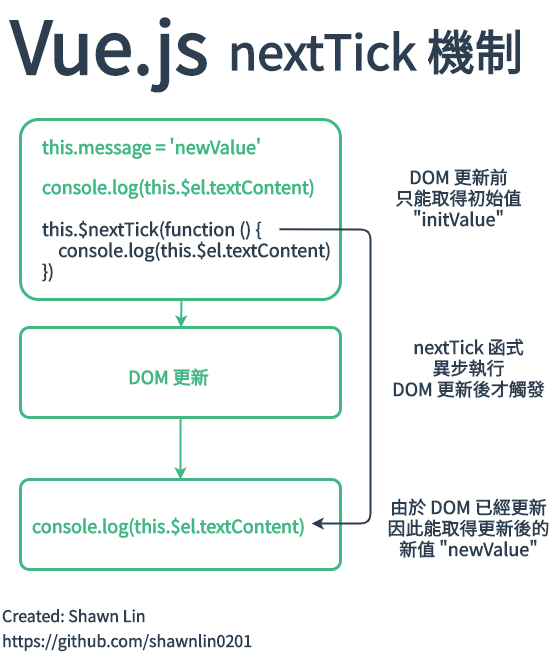 Vue.js nextTick 機制
this.message = 'newValue'
console.log(this.$el.textContent)
this.$nextTick(function () {
console.log(this.$el.textContent)
})
DOM 更新前
只能取得初始值
"initValue"
DOM 更新
nextTick 函式
異步執行
DOM 更新後才觸發
console.log(this.$el.textContent)
由於 DOM 已經更新
因此能取得更新後的
新值 "newValue"
Created: Shawn Lin
https://github.com/shawnlin0201